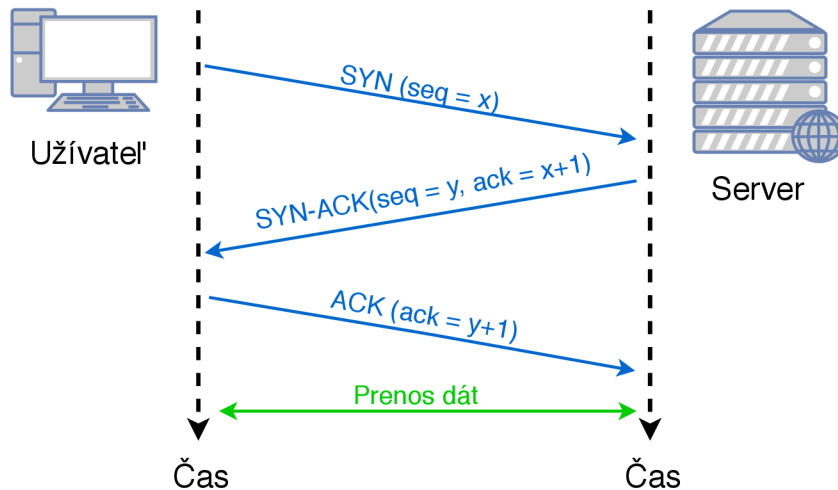 SYN (seq = x)
Užívateľ
SYN-ACK(seq = y, ack = x+1)
Server
ACK (ack = y+1)
Prenos dát
Čas
Čas